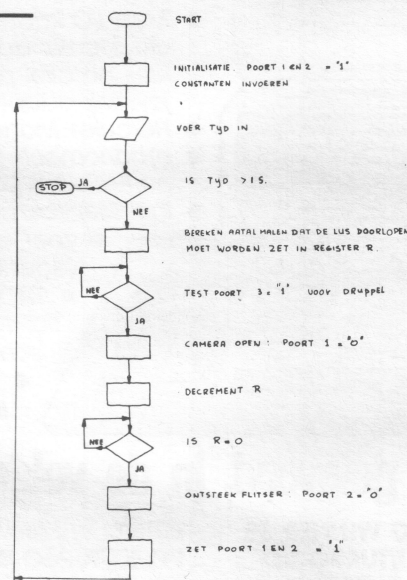 START
INITIALISATIE. POORT 1 EN 2 = "1"
CONSTANTEN INVOEREN
VOER TyD IN
IS TyD > 1 S.
STOP
JA
NEE
BEREKEN AATAL MALEN DAT DE LUS DOORLOPEN
MOET WORDEN. ZET IN REGISTER R.
NEE
TEST POORT 3 = "1" VOOR DRUPPEL
JA
CAMERA OPEN : POORT 1 = "0"
DECREMENT R
NEE
IS R = 0
JA
ONTSTEEK FLITSER : POORT 2 = "0"
ZET POORT 1 EN 2 = "1"